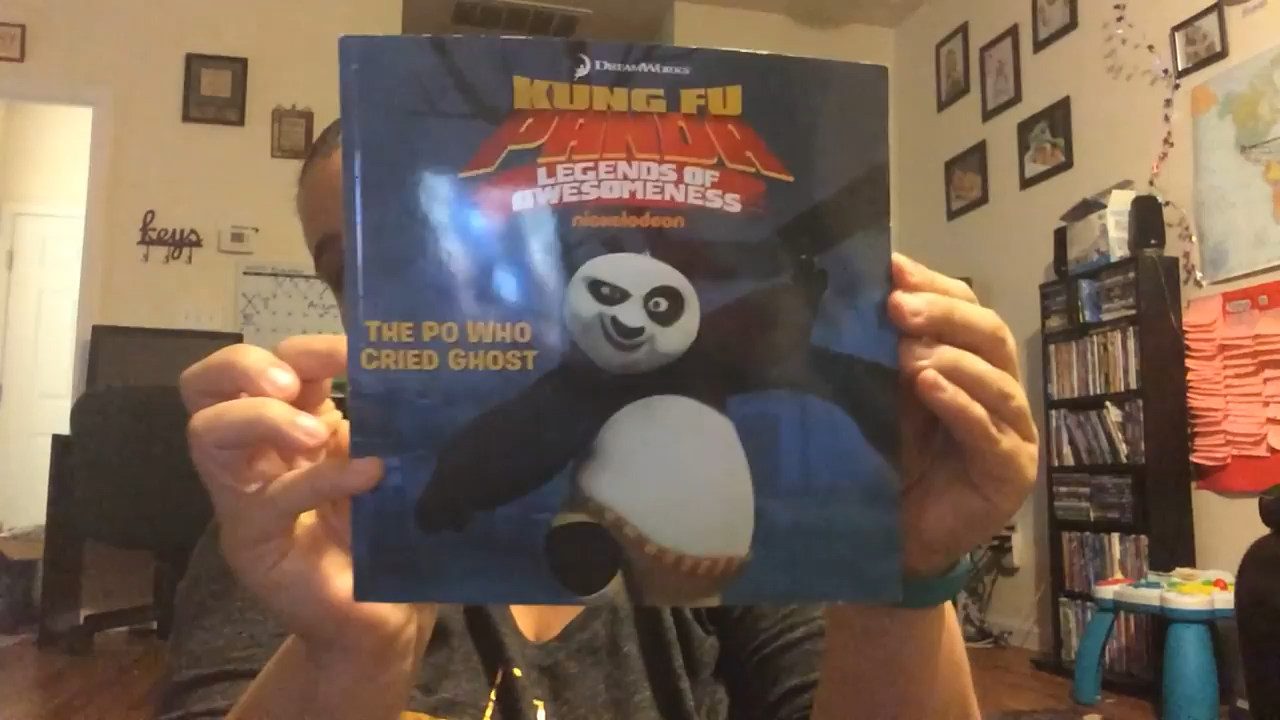 DREAMWORKS
KUNG FU
PANDA
LEGENDS OF
AWESOMENESS
nickelodeon
THE PO WHO
CRIED GHOST
keys